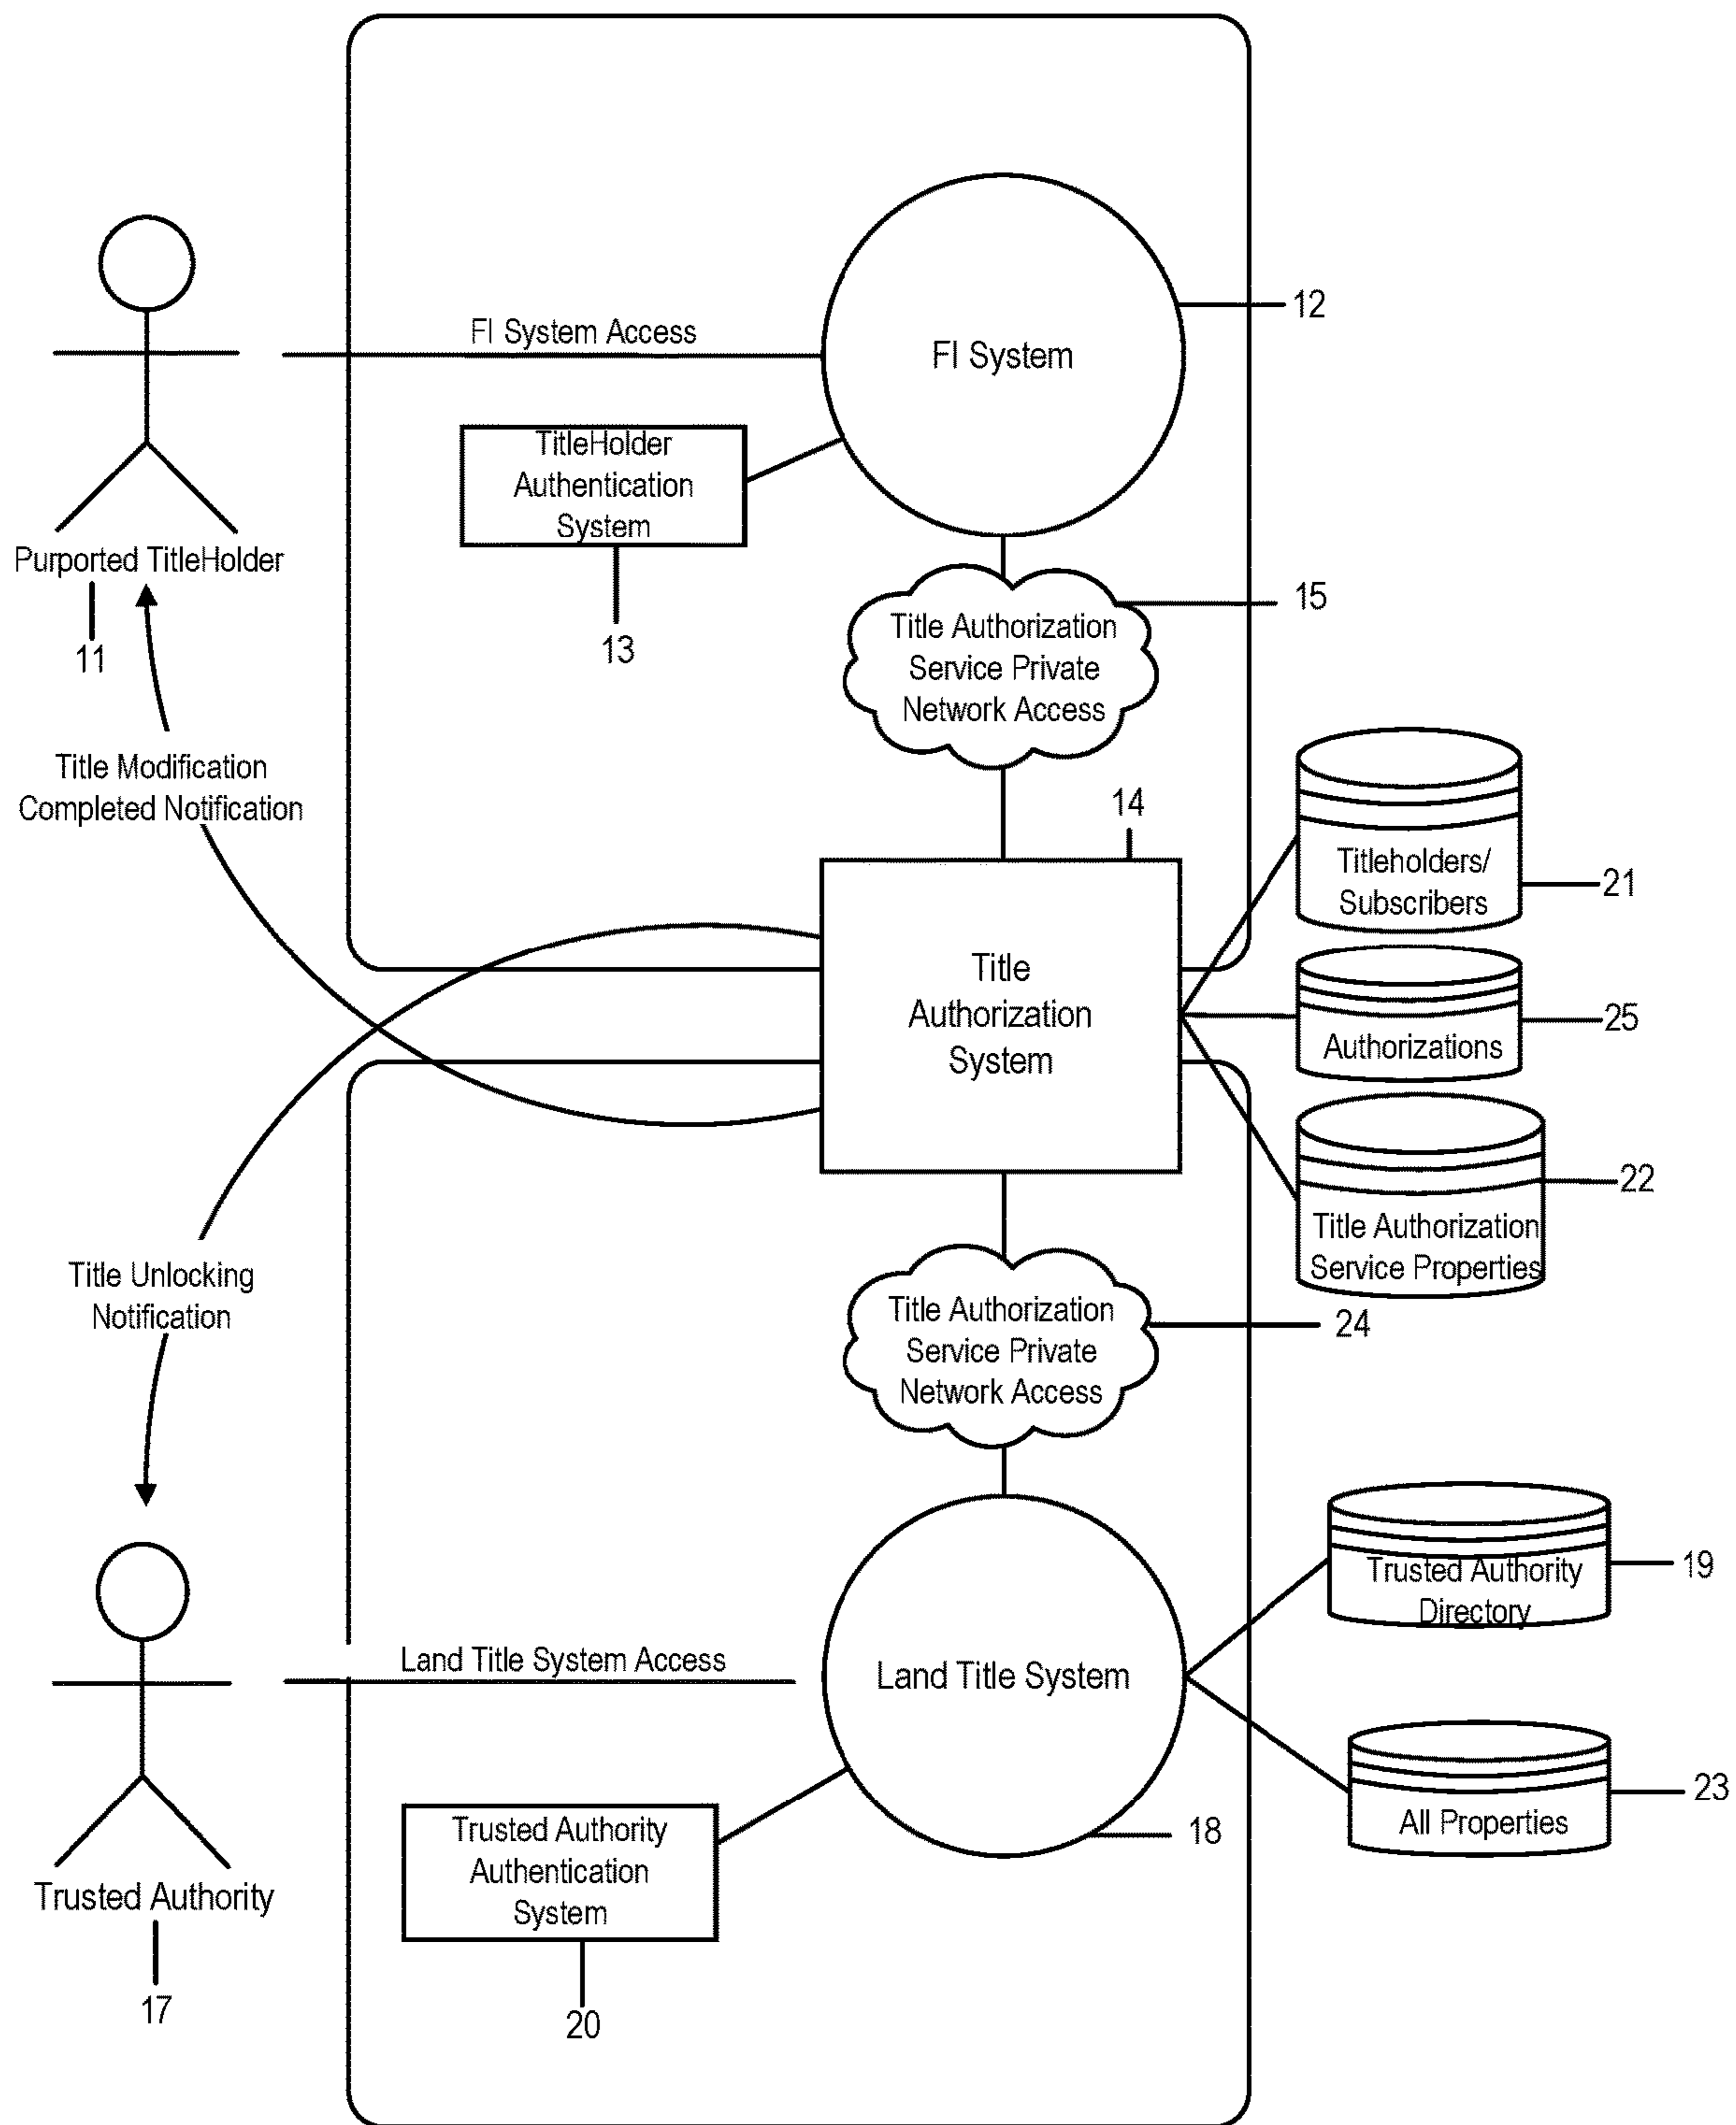 12
FI System Access
FI System
TitleHolder
Authentication
System
13
Purported TitleHolder
11
15
Title Authorization
Service Private
Network Access
Title Modification
Completed Notification
14
Titleholders/
Subscribers
21
Title
Authorization
System
Authorizations
25
Title Authorization
Service Properties
22
Title Unlocking
Notification
Title Authorization
Service Private
Network Access
24
Trusted Authority
Directory
19
Land Title System Access
Land Title System
All Properties
23
18
Trusted Authority
Authentication
System
20
Trusted Authority
17